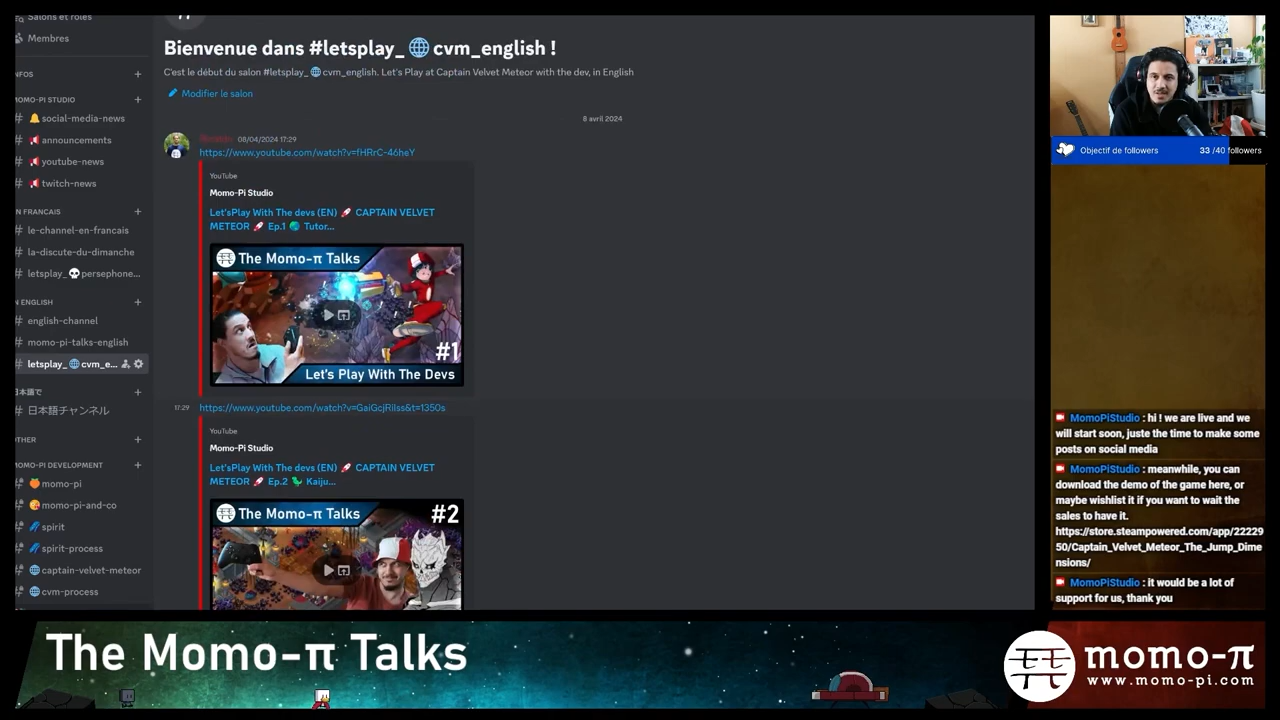 Salons et rôles
Membres
NFOS
MOMO-PI STUDIO
social-media-news
announcements
youtube-news
twitch-news
N FRANCAIS
le-channel-en-francais
la-discute-du-dimanche
letsplay_💀persephone...
N ENGLISH
english-channel
momo-pi-talks-english
letsplay_🌐cvm_e...
日本語で
日本語チャンネル
OTHER
MOMO-PI DEVELOPMENT
momo-pi
momo-pi-and-co
spirit
spirit-process
captain-velvet-meteor
cvm-process
Bienvenue dans #letsplay_🌐cvm_english !
C'est le début du salon #letsplay_🌐cvm_english. Let's Play at Captain Velvet Meteor with the dev, in English
Modifier le salon
8 avril 2024
08/04/2024 17:29
https://www.youtube.com/watch?v=fHRrC-46heY
YouTube
Momo-Pi Studio
Let'sPlay With The devs (EN) 🚀 CAPTAIN VELVET
METEOR 🚀 Ep.1 🌏 Tutor...
The Momo-π Talks
#1
Let's Play With The Devs
17:29
https://www.youtube.com/watch?v=GaiGcjRilss&t=1350s
YouTube
Momo-Pi Studio
Let'sPlay With The devs (EN) 🚀 CAPTAIN VELVET
METEOR 🚀 Ep.2 🦖 Kaiju...
The Momo-π Talks
#2
Objectif de followers 33 /40 followers
MomoPiStudio : hi ! we are live and we
will start soon, juste the time to make some
posts on social media
MomoPiStudio : meanwhile, you can
download the demo of the game here, or
maybe wishlist it if you want to wait the
sales to have it.
https://store.steampowered.com/app/22229
50/Captain_Velvet_Meteor_The_Jump_Dime
nsions/
MomoPiStudio : it would be a lot of
support for us, thank you
The Momo-π Talks
momo-π
www.momo-pi.com